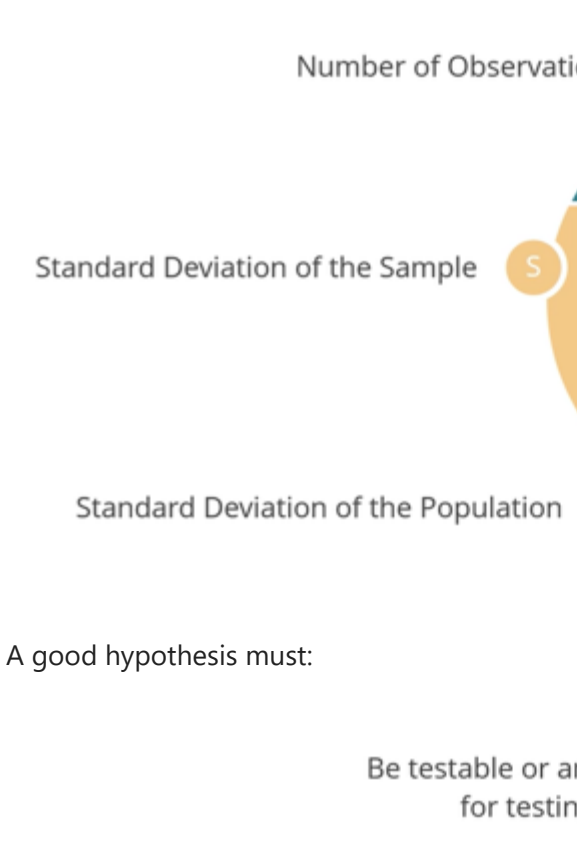 Number of Observati
Standard Deviation of the Sample S
Standard Deviation of the Population
A good hypothesis must:
Be testable or
for testin